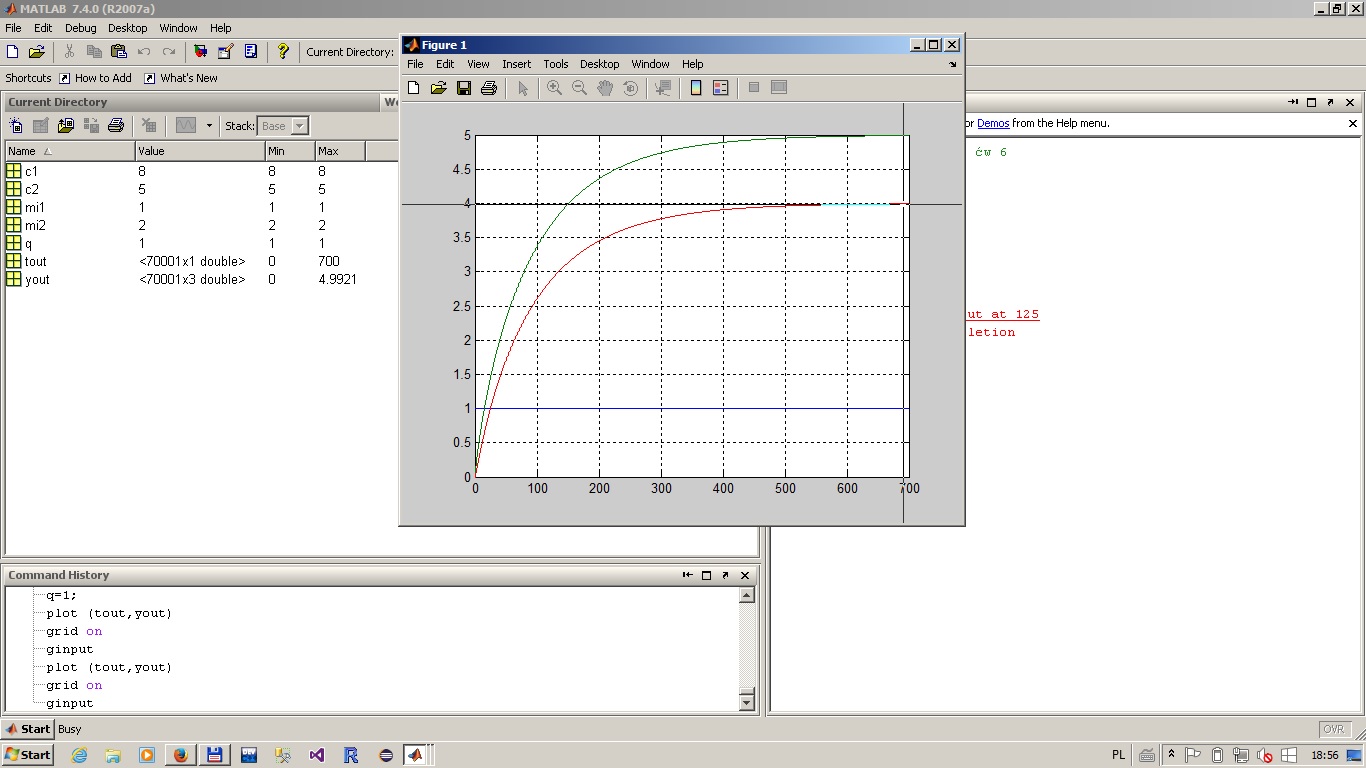 MATLAB 7.4.0 (R2007a)
File Edit Debug Desktop Window Help
Current Directory:
Shortcuts How to Add What's New
Current Directory
Stack: Base
Name Value Min Max
c1 8 8 8
c2 5 5 5
mi1 1 1 1
mi2 2 2 2
q 1 1 1
tout <70001x1 double> 0 700
yout <70001x3 double> 0 4.9921
Figure 1
File Edit View Insert Tools Desktop Window Help
5
4.5
4
3.5
3
2.5
2
1.5
1
0.5
0
0 100 200 300 400 500 600 700
or Demos from the Help menu.
ćw 6
ut at 125
letion
Command History
q=1;
plot (tout,yout)
grid on
ginput
plot (tout,yout)
grid on
ginput
Start Busy
OVR
Start
PL
18:56